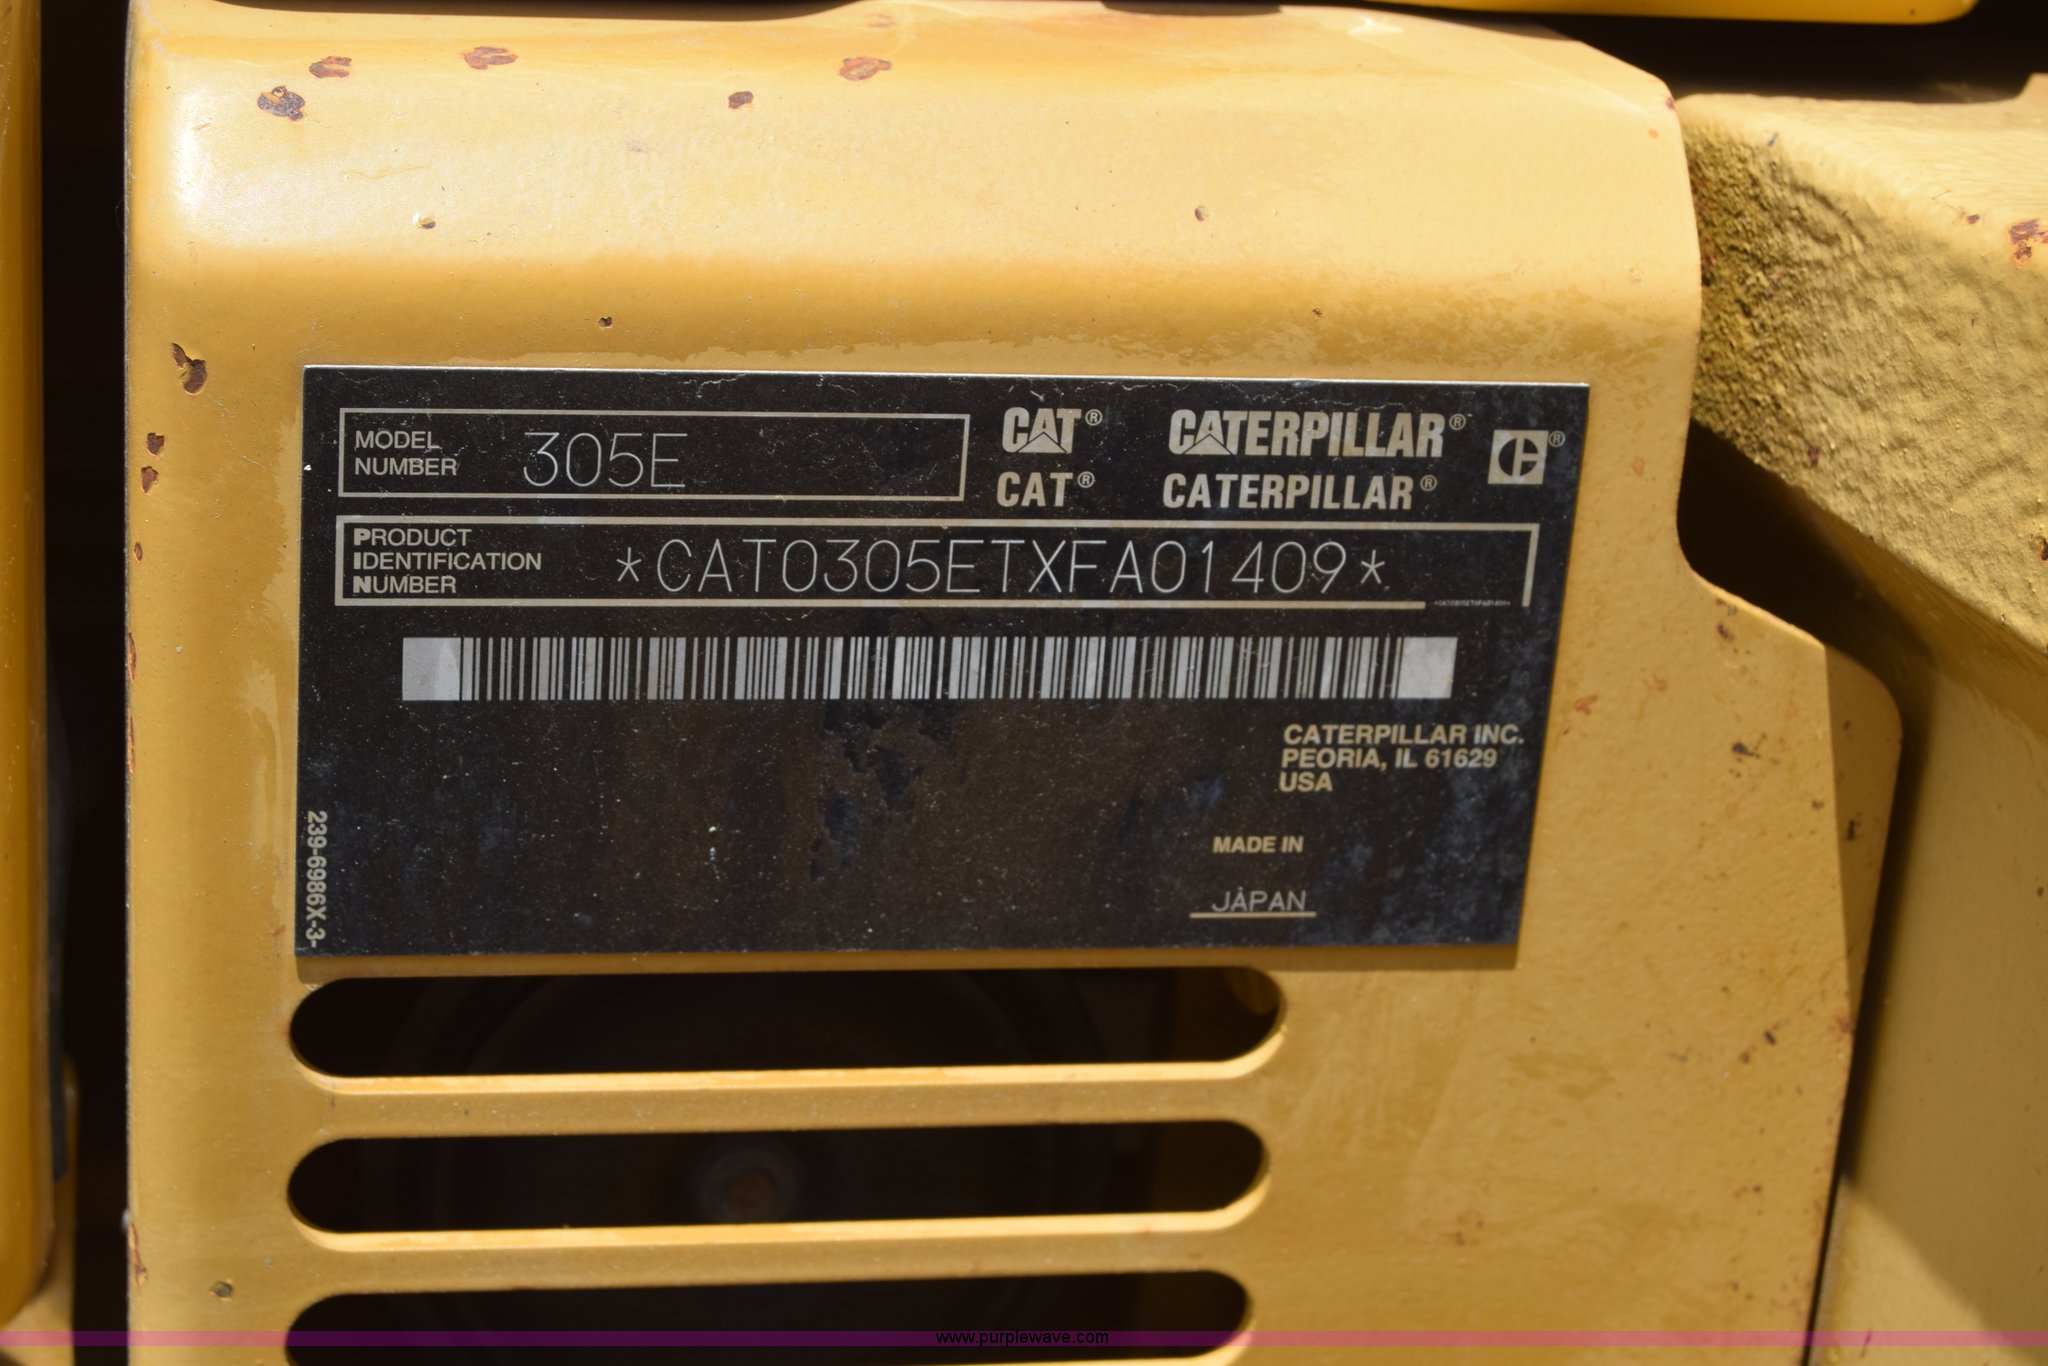 MODEL
NUMBER 305E
CAT® CATERPILLAR®
CAT® CATERPILLAR®
PRODUCT
IDENTIFICATION
NUMBER *CAT0305ETXFA01409*
*CAT0305ETXFA01409*
CATERPILLAR INC.
PEORIA, IL 61629
USA
MADE IN
JAPAN
239-6986X-3-
www.purplewave.com